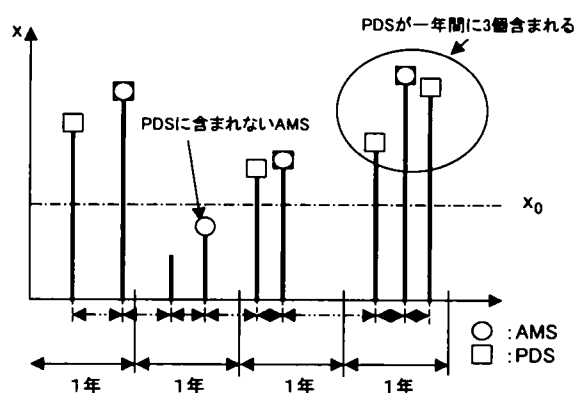 PDSが一年間に3個含まれる
x
PDSに含まれないAMS
x₀
○ :AMS
□ :PDS
1年 1年 1年 1年